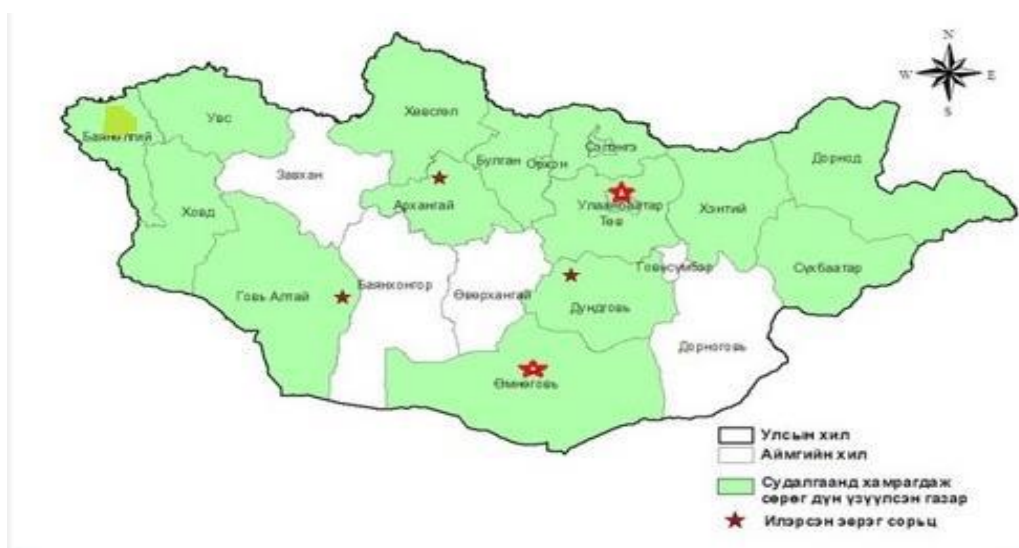 N
W E
S
Баян-Өлгий
Увс
Хөвсгөл
Завхан
Ховд
Булган
Орхон
Сэлэнгэ
Архангай
Улаанбаатар
Төв
Хэнтий
Дорнод
Говь Алтай
Баянхонгор
Өвөрхангай
Дундговь
Говьсүмбэр
Сүхбаатар
Дорноговь
Өмнөговь
Улсын хил
Аймгийн хил
Судалгаанд хамрагдаж
сөрөг дүн үзүүлсэн газар
Илэрсэн эерэг сорьц